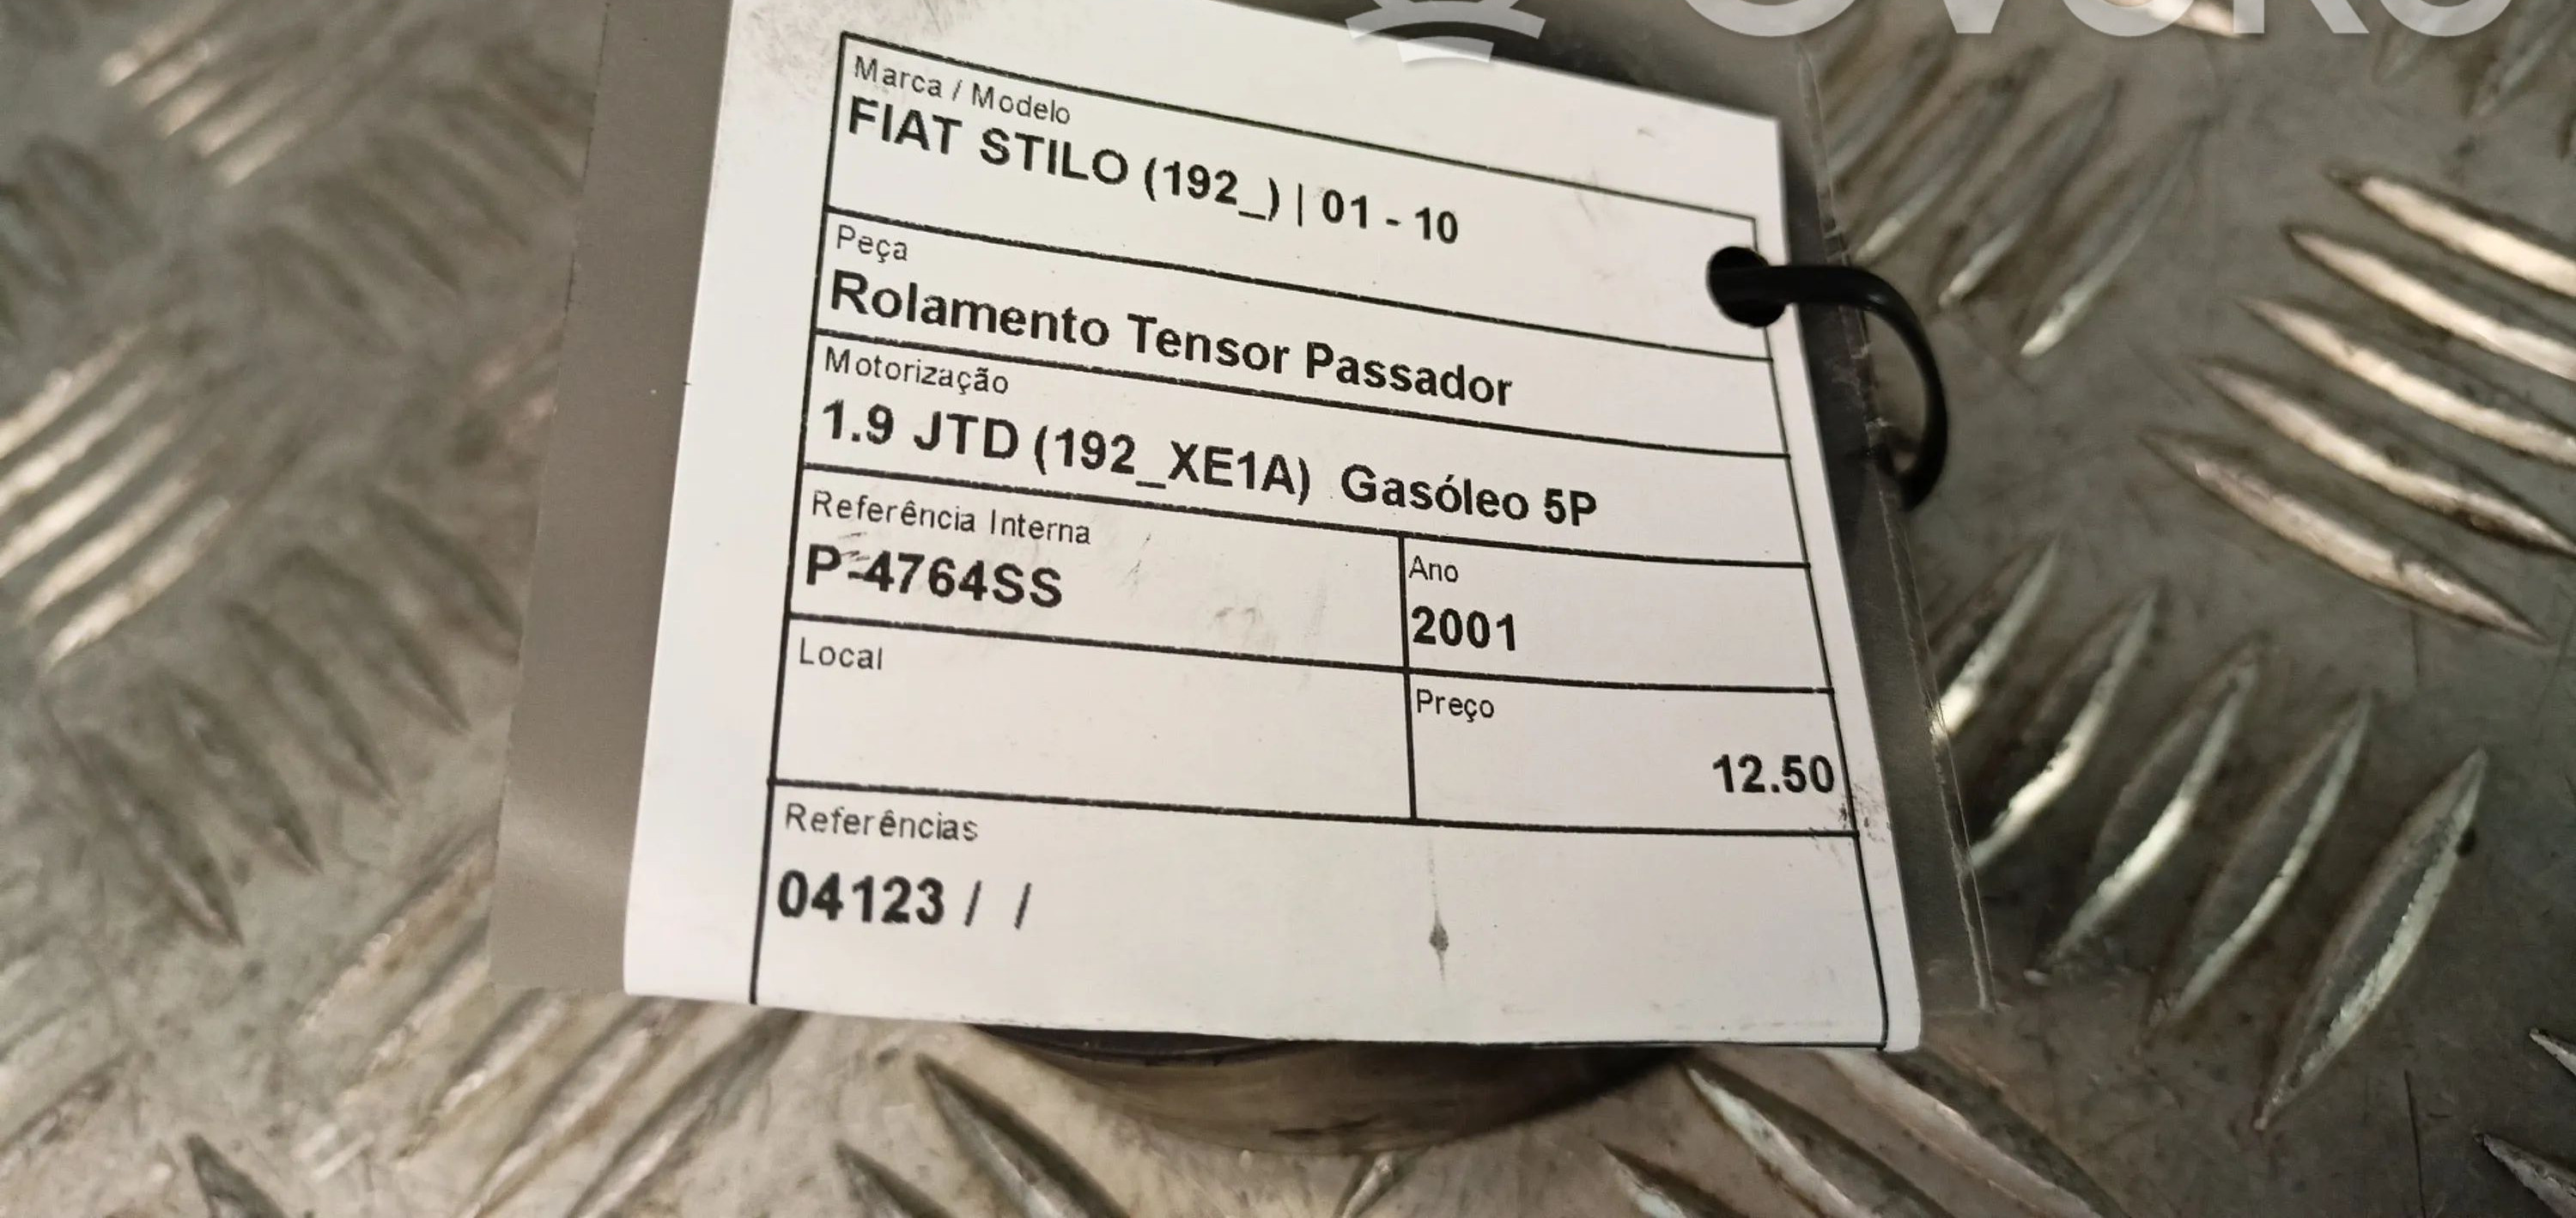 Marca / Modelo
FIAT STILO (192_) | 01 - 10
Peça
Rolamento Tensor Passador
Motorização
1.9 JTD (192_XE1A) Gasóleo 5P
Referência Interna
P-4764SS
Ano
2001
Local
Preço
12.50
Referências
04123 / /